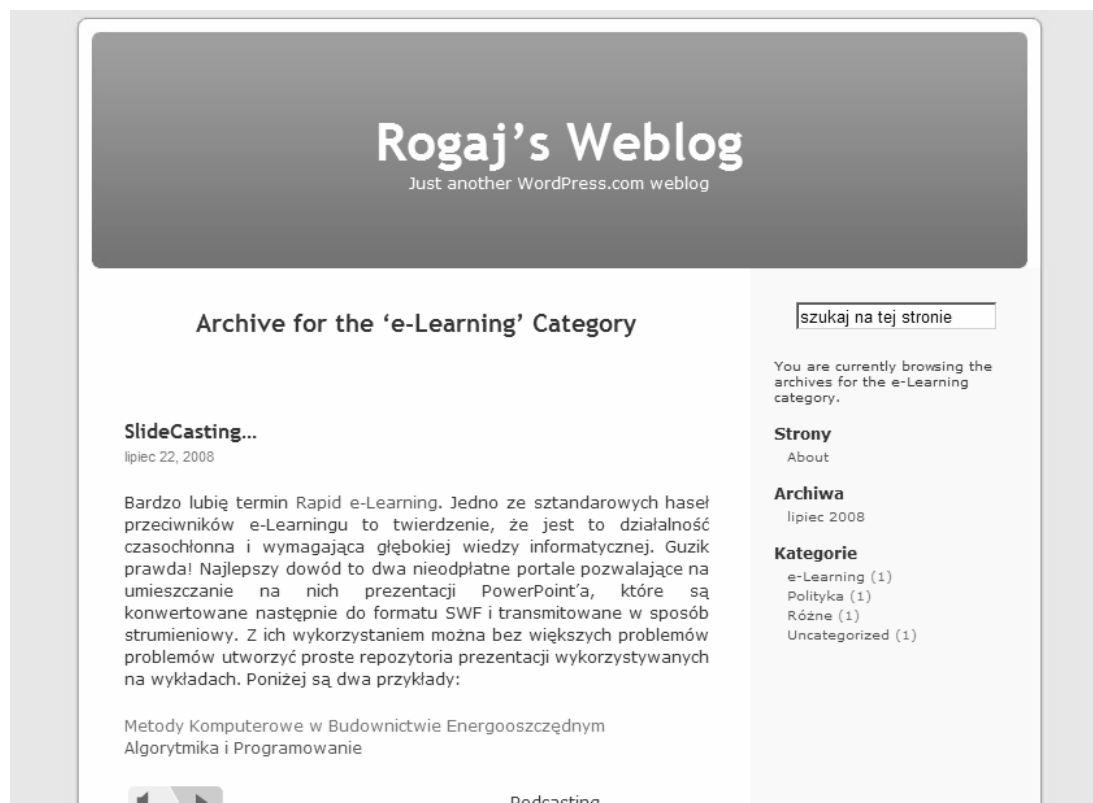 Rogaj's Weblog
Just another WordPress.com weblog
Archive for the ‘e-Learning’ Category
SlideCasting...
lipiec 22, 2008
Bardzo lubię termin Rapid e-Learning. Jedno ze sztandarowych haseł
przeciwników e-Learningu to twierdzenie, że jest to działalność
czasochłonna i wymagająca głębokiej wiedzy informatycznej. Guzik
prawda! Najlepszy dowód to dwa nieodpłatne portale pozwalające na
umieszczanie na nich prezentacji PowerPoint′a, które są
konwertowane następnie do formatu SWF i transmitowane w sposób
strumieniowy. Z ich wykorzystaniem można bez większych problemów
problemów utworzyć proste repozytoria prezentacji wykorzystywanych
na wykładach. Poniżej są dwa przykłady:
Metody Komputerowe w Budownictwie Energooszczędnym
Algorytmika i Programowanie
Podcasting
szukaj na tej stronie
You are currently browsing the
archives for the e-Learning
category.
Strony
About
Archiwa
lipiec 2008
Kategorie
e-Learning (1)
Polityka (1)
Różne (1)
Uncategorized (1)